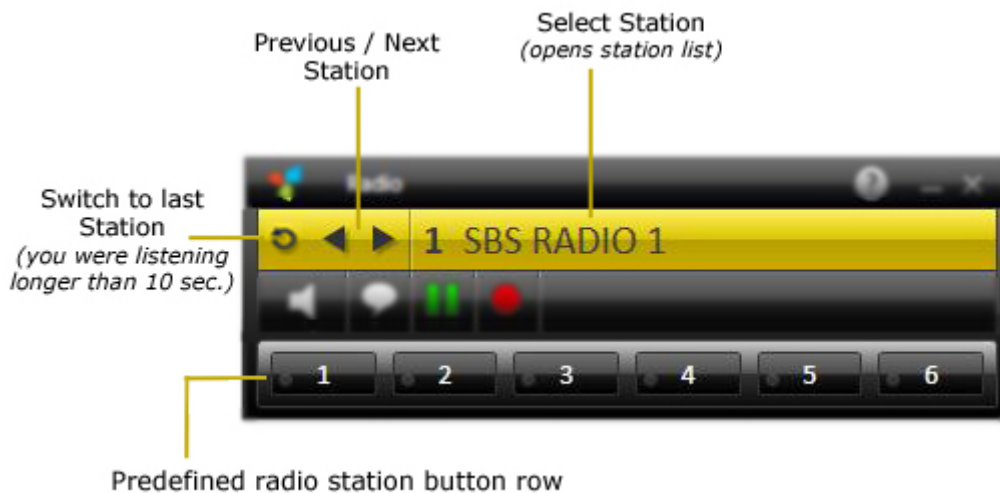 Select Station
(opens station list)
Previous / Next
Station
Radio
?
Switch to last
Station
(you were listening
longer than 10 sec.)
1 SBS RADIO 1
1 2 3 4 5 6
Predefined radio station button row